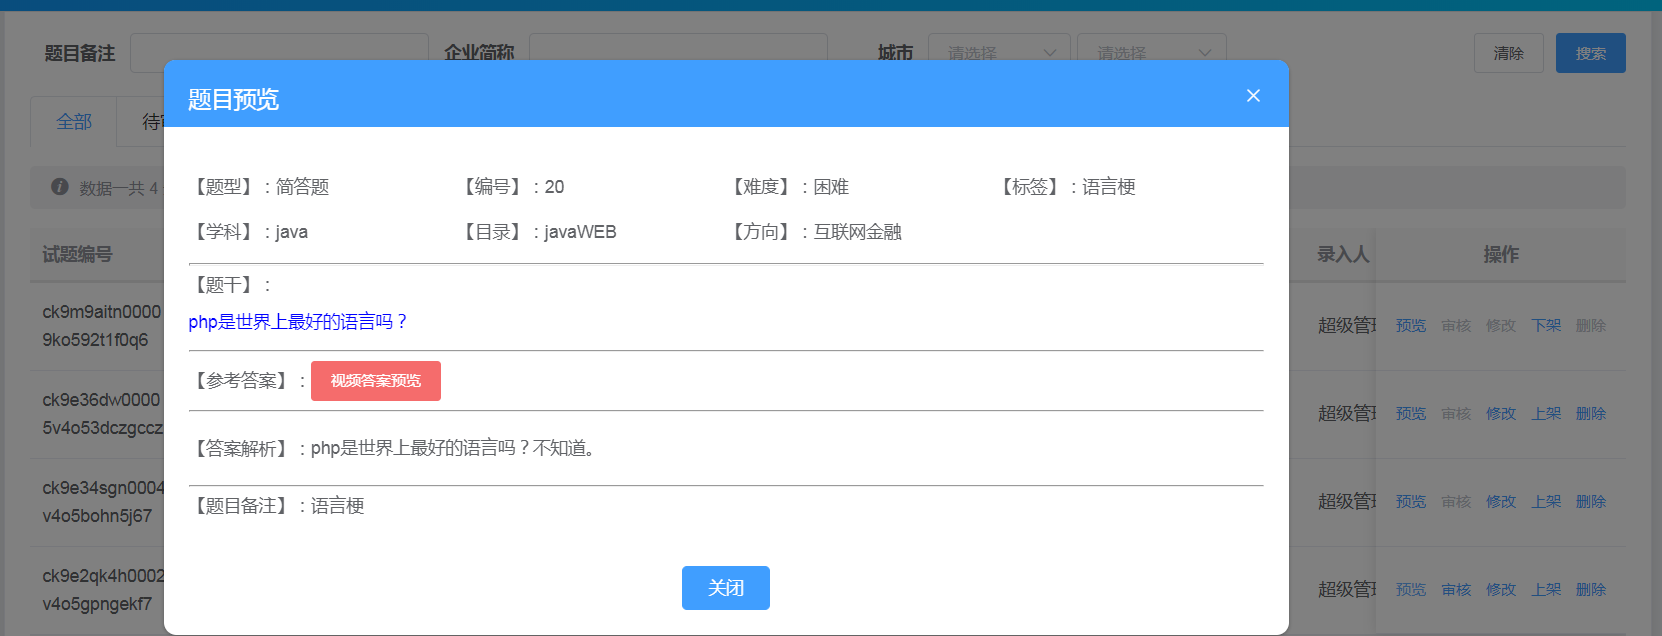 题目备注 企业简称 城市 请选择 请选择 清除 搜索
题目预览
全部 待
数据一共 4
【题型】：简答题 【编号】：20 【难度】：困难 【标签】：语言梗
【学科】：java 【目录】：javaWEB 【方向】：互联网金融
试题编号 录入人 操作
【题干】：
php是世界上最好的语言吗？
ck9m9aitn0000
9ko592t1f0q6
超级管 预览 审核 修改 下架 删除
【参考答案】：视频答案预览
ck9e36dw0000
5v4o53dczgccz
超级管 预览 审核 修改 上架 删除
【答案解析】：php是世界上最好的语言吗？不知道。
ck9e34sgn0004
v4o5bohn5j67
超级管 预览 审核 修改 上架 删除
【题目备注】：语言梗
ck9e2qk4h0002
v4o5gpngekf7
超级管 预览 审核 修改 上架 删除
关闭